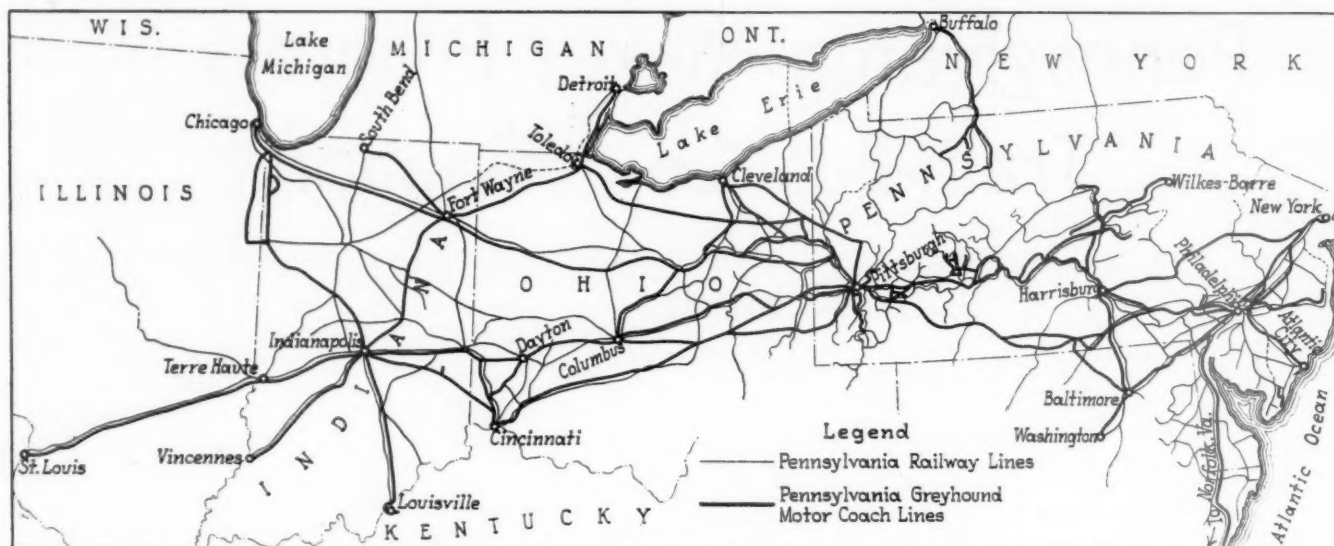 WIS.
Lake
Michigan
MICHIGAN
ONT.
Buffalo
NEW YORK
Detroit
Lake Erie
Chicago
South Bend
Toledo
Cleveland
PENNSYLVANIA
Wilkes-Barre
New York
ILLINOIS
Fort Wayne
INDIANA
OHIO
Pittsburgh
Harrisburg
Philadelphia
Atlantic
City
Indianapolis
Dayton
Columbus
Terre Haute
Baltimore
Washington
Cincinnati
St. Louis
Vincennes
Louisville
KENTUCKY
To Norfolk, Va.
Atlantic Ocean
Legend
Pennsylvania Railway Lines
Pennsylvania Greyhound
Motor Coach Lines